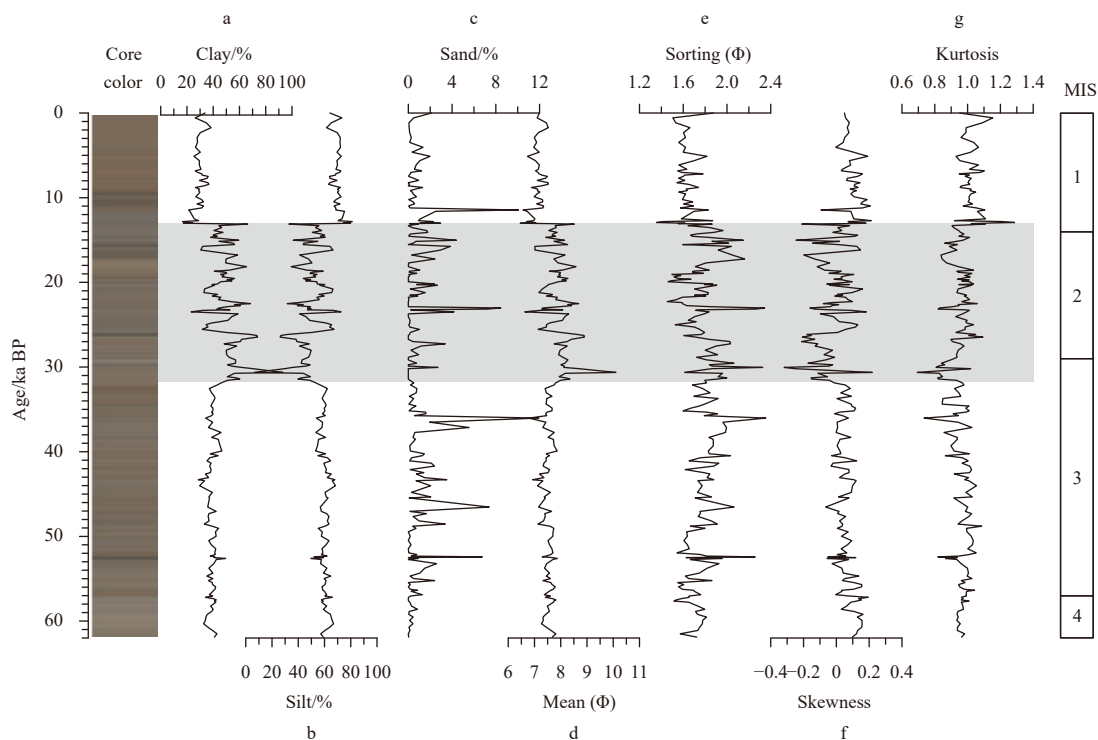 a c e g
Core Clay/% Sand/% Sorting (Φ) Kurtosis
color 0 20 40 60 80 100 0 4 8 12 1.2 1.6 2.0 2.4 0.6 0.8 1.0 1.2 1.4 MIS
0
1
10
2
20
30
Age/ka BP
40
3
50
60
4
0 20 40 60 80 100 6 7 8 9 10 11 −0.4 −0.2 0 0.2 0.4
Silt/% Mean (Φ) Skewness
b d f